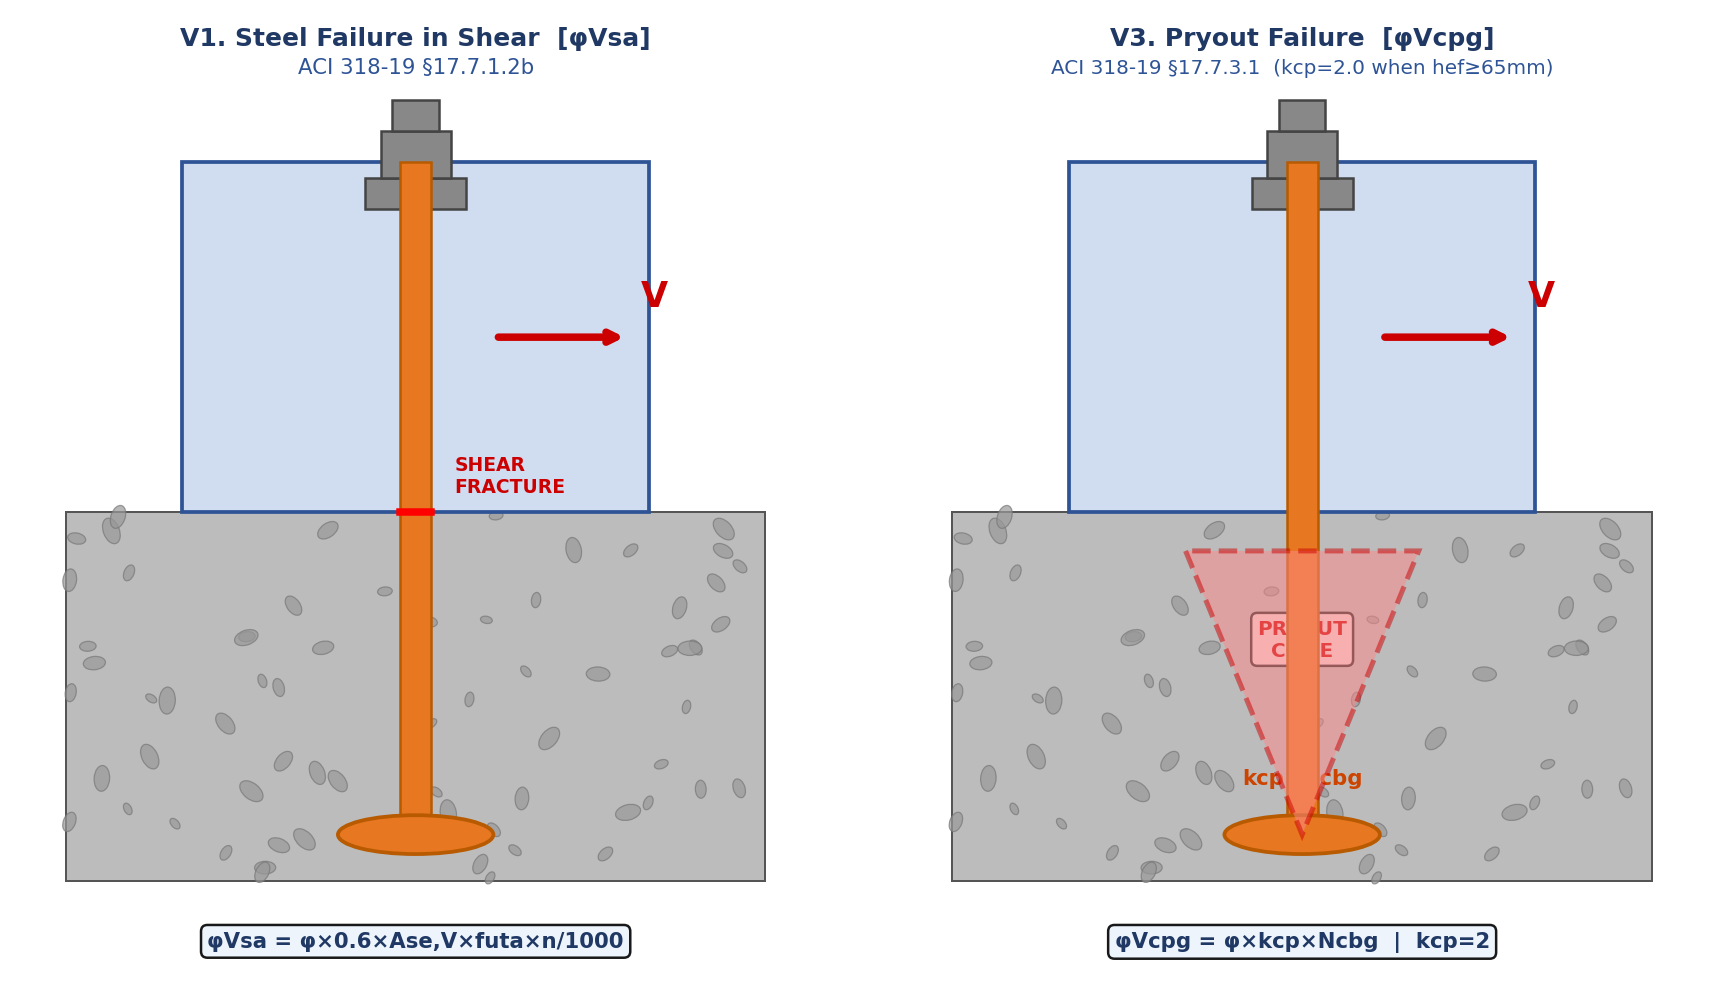 V1. Steel Failure in Shear [φVsa]
ACI 318-19 §17.7.1.2b
V
SHEAR
FRACTURE
φVsa = φ×0.6×Ase,V×futa×n/1000
V3. Pryout Failure [φVcpg]
ACI 318-19 §17.7.3.1 (kcp=2.0 when hef≥65mm)
V
φVcpg = φ×kcp×Ncbg | kcp=2